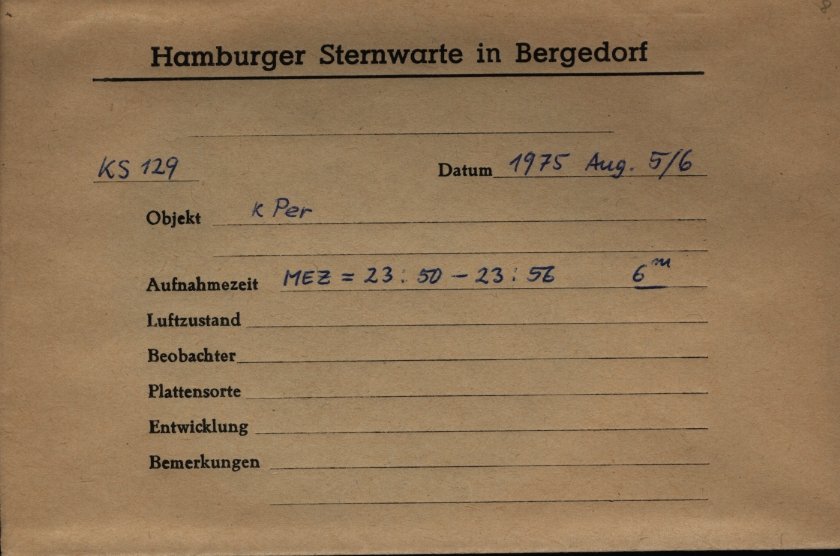 Hamburger Sternwarte in Bergedorf
KS 129 Datum 1975 Aug. 5/6
Objekt κ Per
Aufnahmezeit MEZ = 23:50 – 23:56 6ᵐ
Luftzustand
Beobachter
Plattensorte
Entwicklung
Bemerkungen